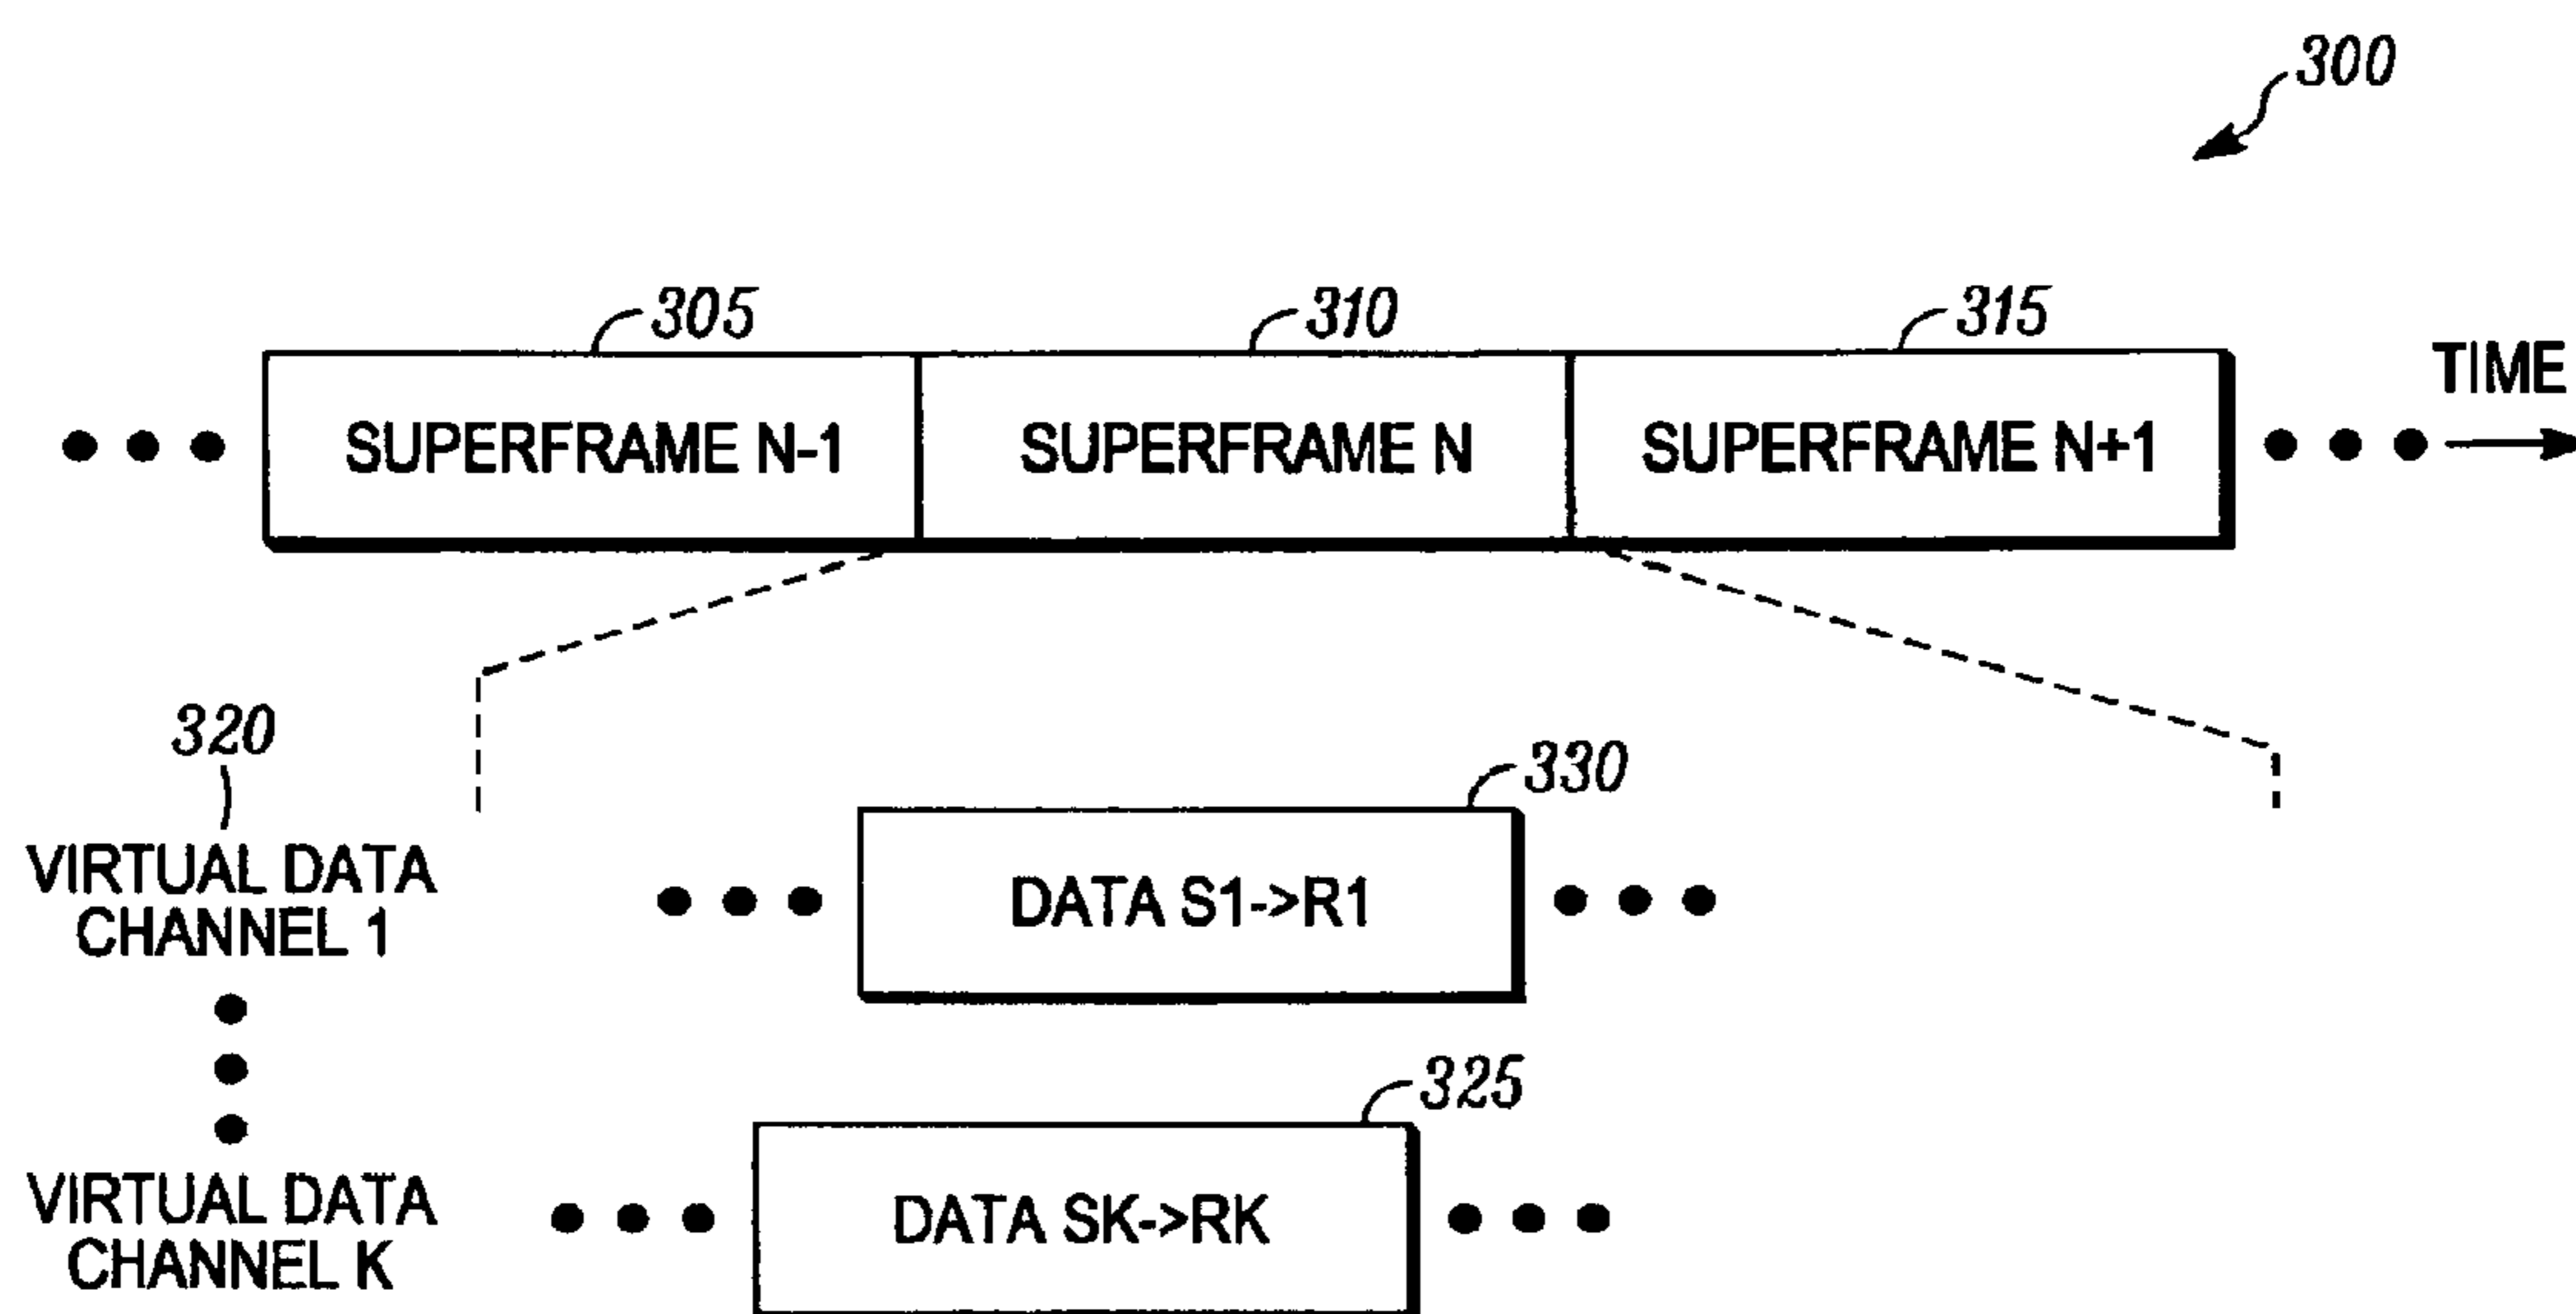 300
305
310
315
TIME
SUPERFRAME N-1
SUPERFRAME N
SUPERFRAME N+1
320
330
VIRTUAL DATA
CHANNEL 1
DATA S1->R1
325
VIRTUAL DATA
CHANNEL K
DATA SK->RK